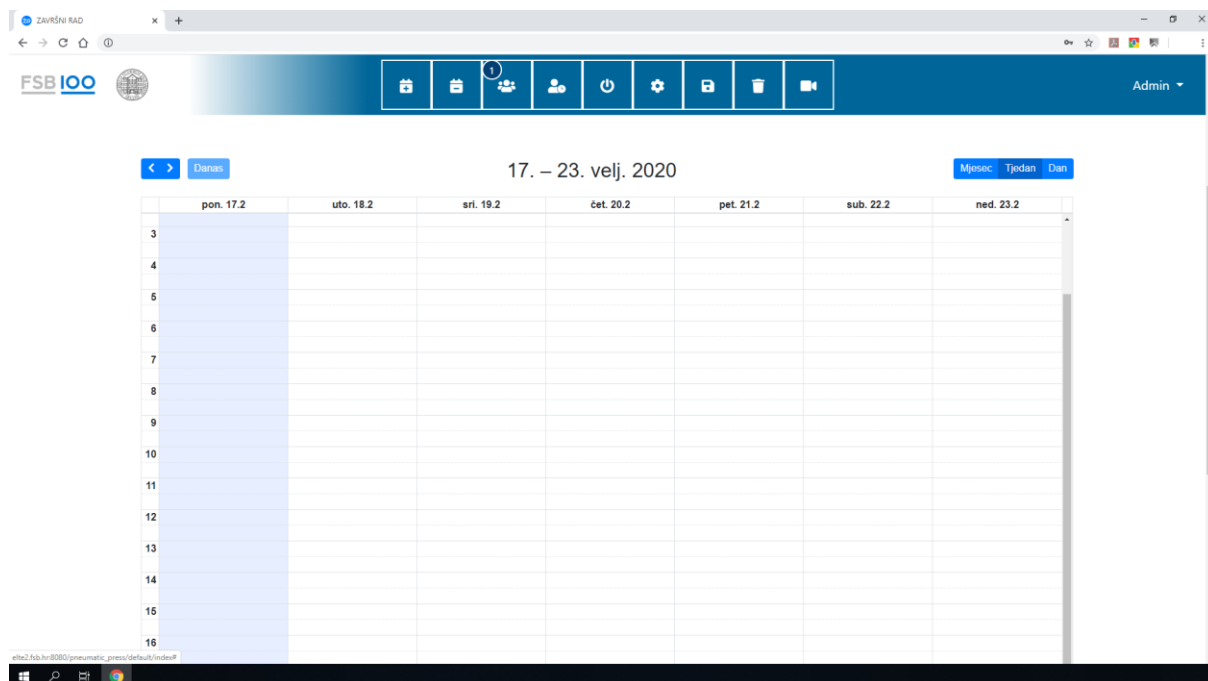 ZAVRŠNI RAD
FSB 100
1
Admin
Danas
17. – 23. velj. 2020
Mjesec Tjedan Dan
pon. 17.2 uto. 18.2 sri. 19.2 čet. 20.2 pet. 21.2 sub. 22.2 ned. 23.2
3
4
5
6
7
8
9
10
11
12
13
14
15
16
elte2.fsb.hr:8080/pneumatic_press/default/index#